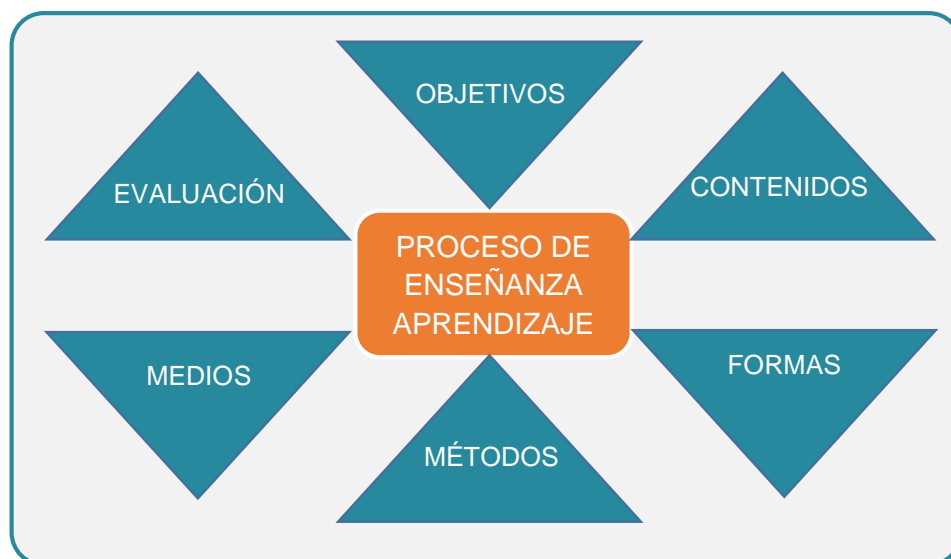 OBJETIVOS
EVALUACIÓN
CONTENIDOS
PROCESO DE
ENSEÑANZA
APRENDIZAJE
MEDIOS
FORMAS
MÉTODOS